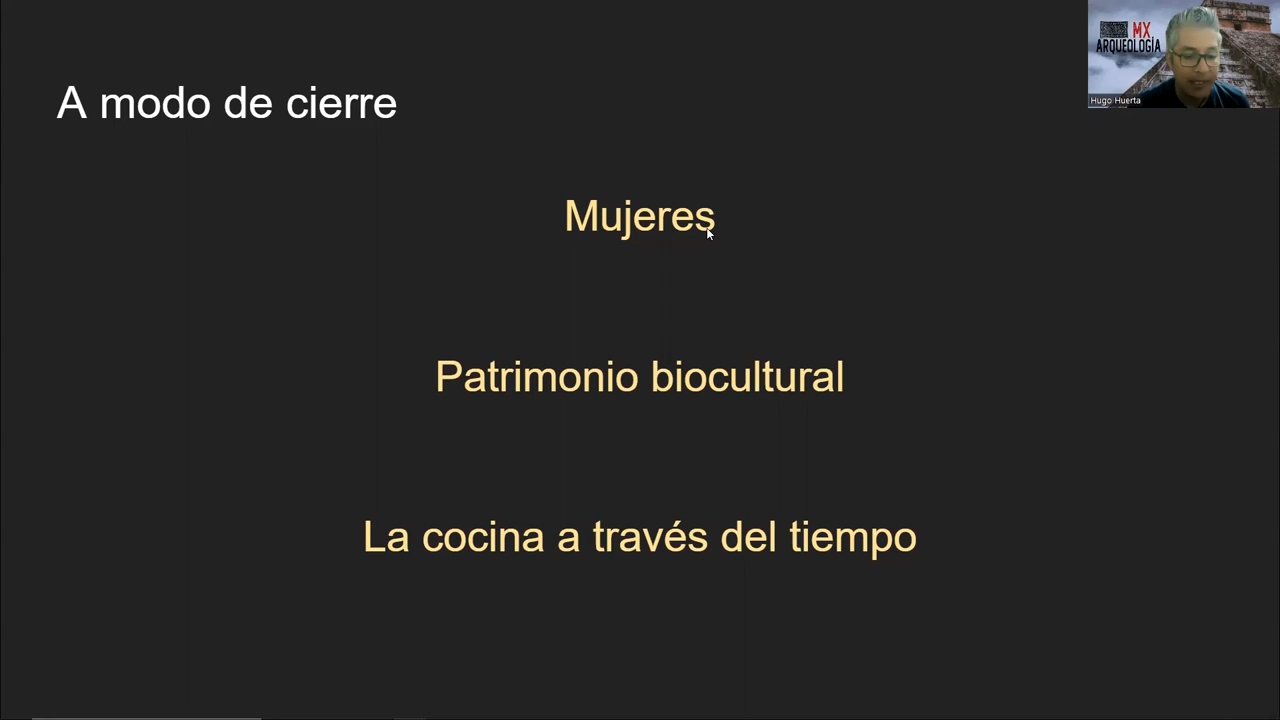 A modo de cierre
Mujeres
Patrimonio biocultural
La cocina a través del tiempo
MX
ARQUEOLOGÍA
Hugo Huerta